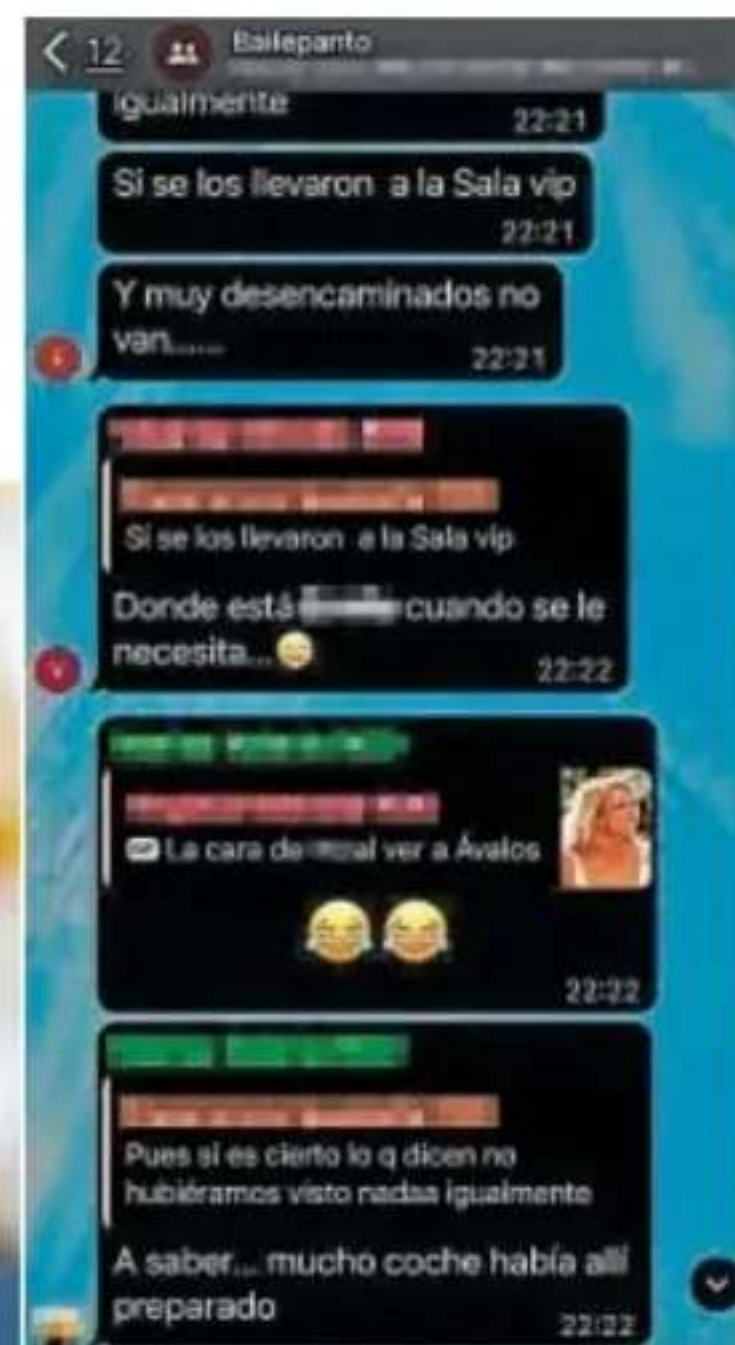 12
Bailepanto
igualmente
22:21
Si se los llevaron a la Sala vip
22:21
Y muy desencaminados no
van......
22:21
Si se los llevaron a la Sala vip
Donde está cuando se le
necesita...😅
22:22
La cara de al ver a Ávalos
😂😂
22:22
Pues si es cierto lo q dicen no
hubiéramos visto nadaa igualmente
A saber... mucho coche había allí
preparado
22:22